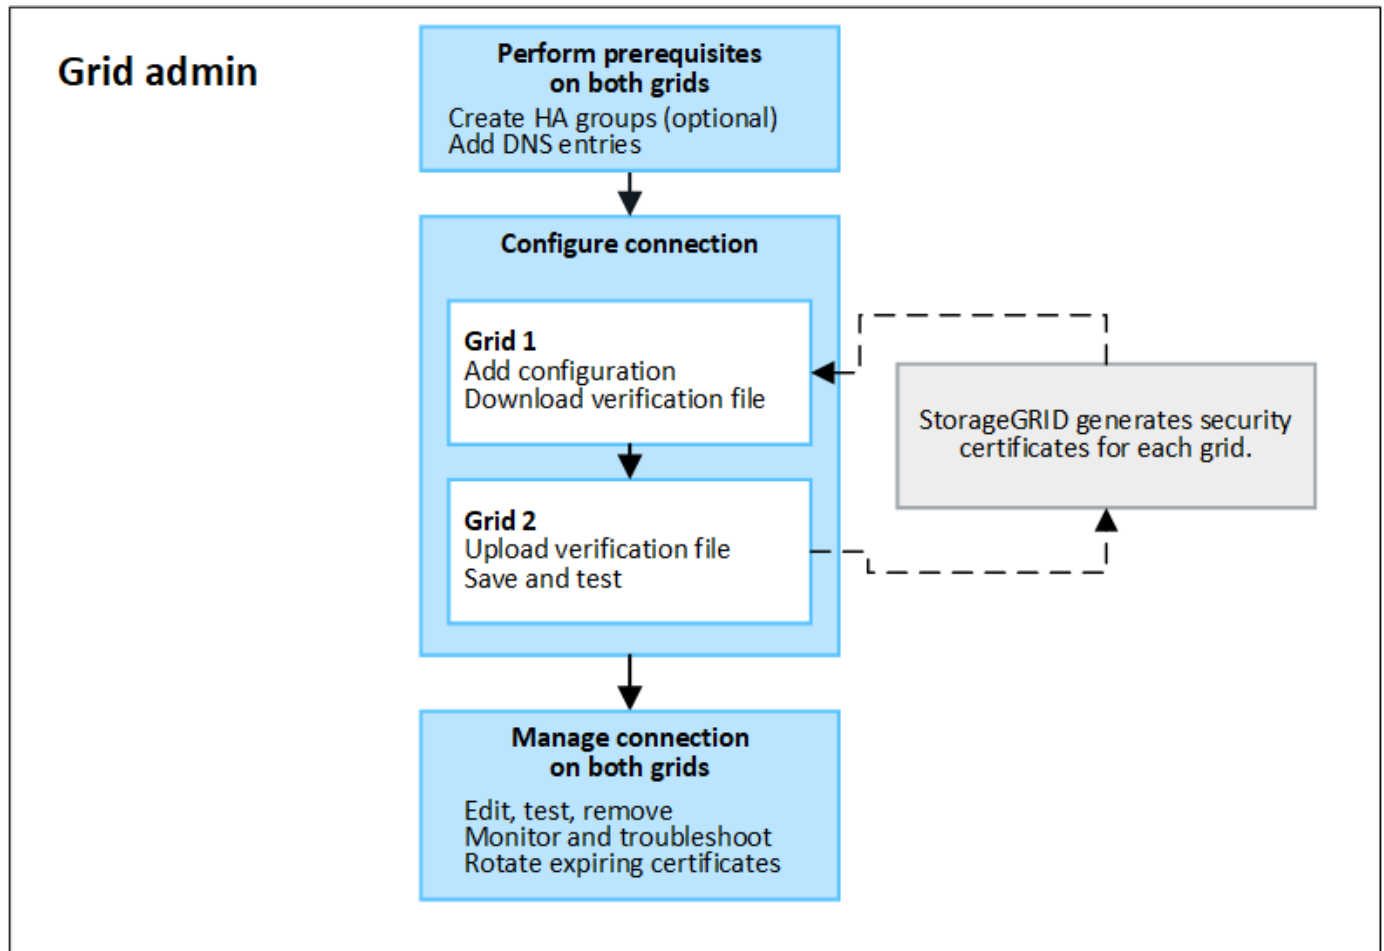 Grid admin
Perform prerequisites
on both grids
Create HA groups (optional)
Add DNS entries
Configure connection
Grid 1
Add configuration
Download verification file
StorageGRID generates security
certificates for each grid.
Grid 2
Upload verification file
Save and test
Manage connection
on both grids
Edit, test, remove
Monitor and troubleshoot
Rotate expiring certificates